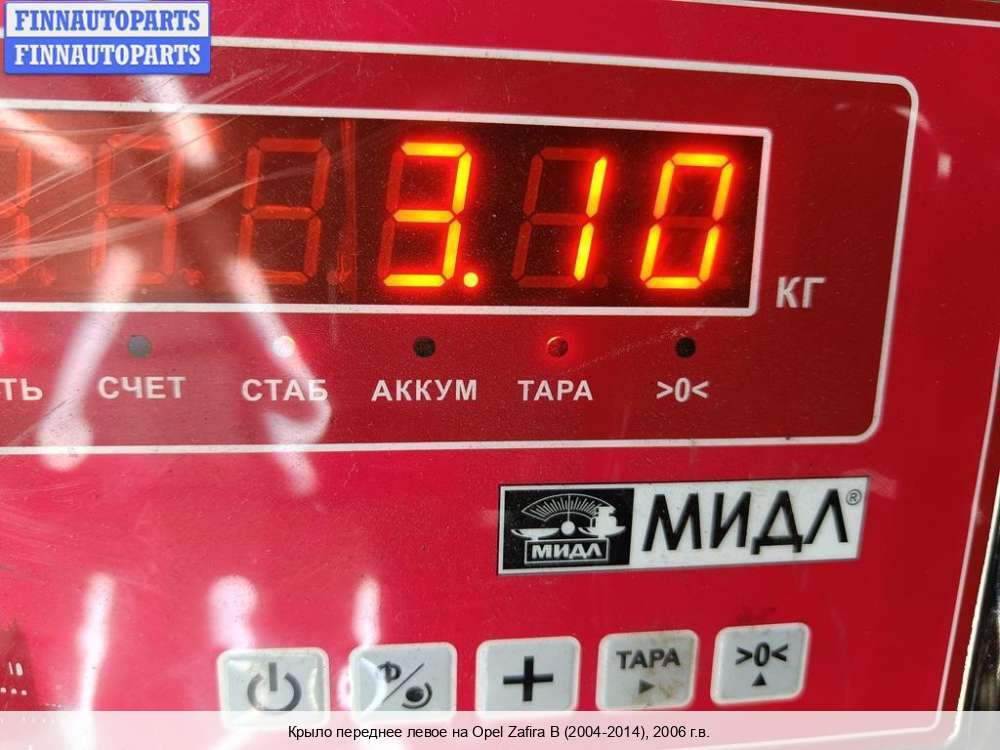 FINNAUTOPARTS
FINNAUTOPARTS
3.10
КГ
ТЬ СЧЕТ СТАБ АККУМ ТАРА >0<
МИДЛ МИДЛ®
Ф/ + ТАРА >0<
Крыло переднее левое на Opel Zafira B (2004-2014), 2006 г.в.